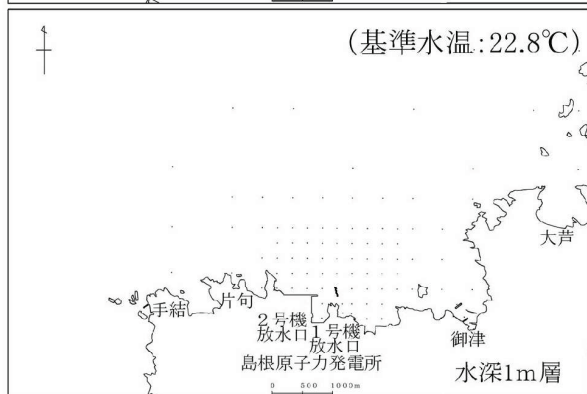 (基準水温:22.8℃)
大芦
片句
手結
2号機
放水口
1号機
放水口
御津
島根原子力発電所
水深1m層
0 500 1000m